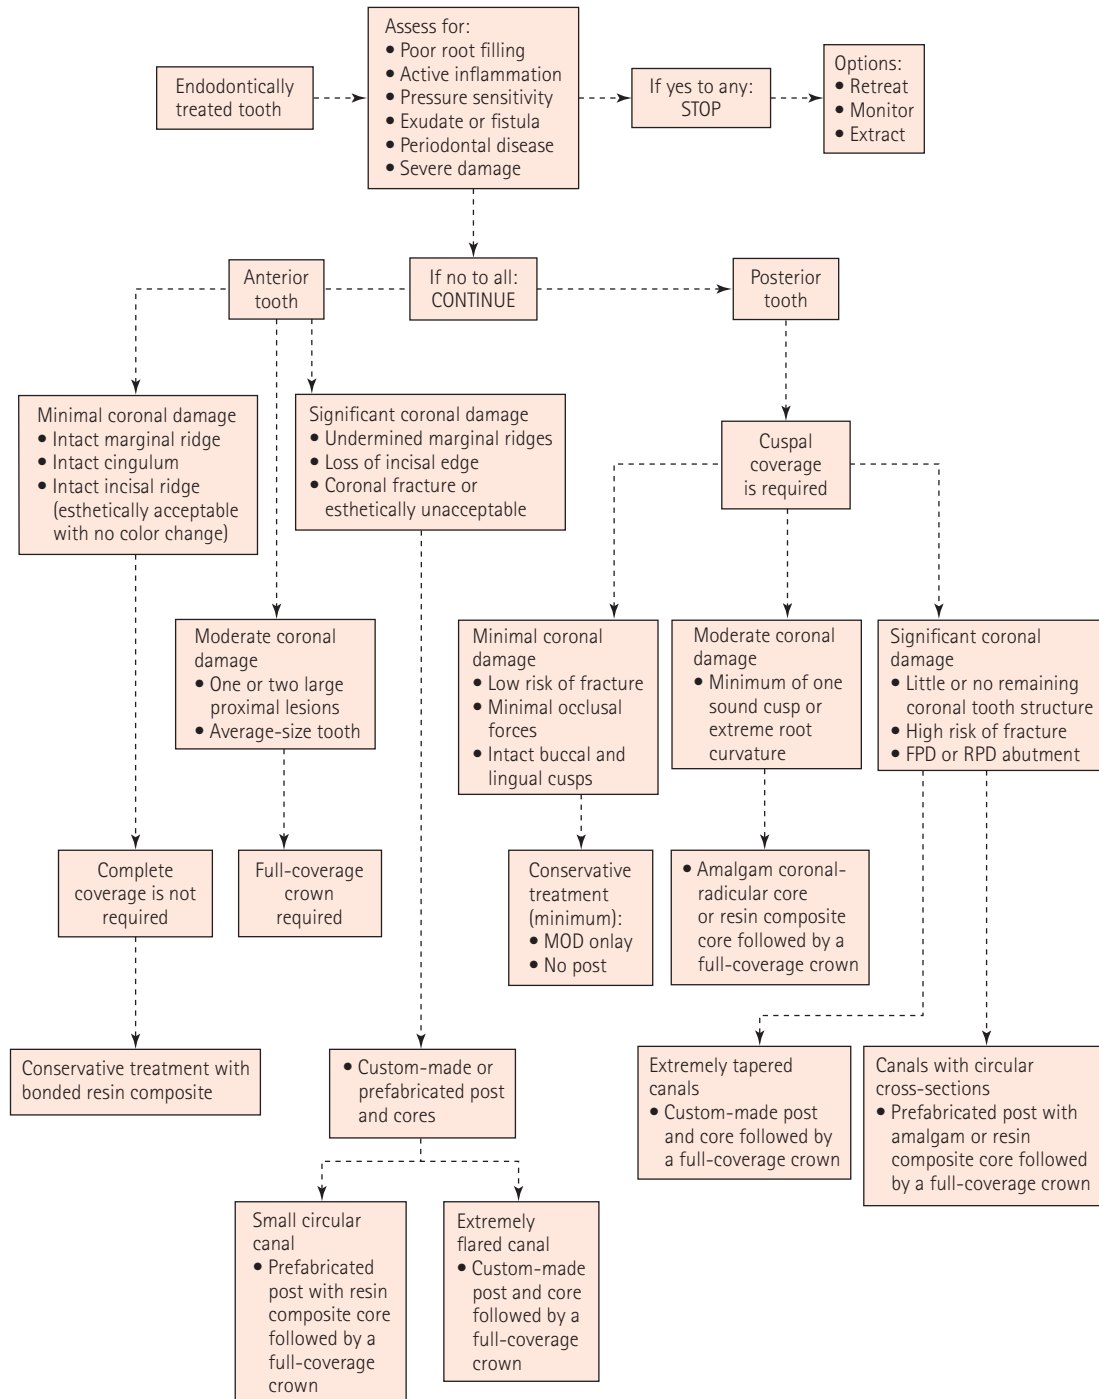 Endodontically
treated tooth
Assess for:
• Poor root filling
• Active inflammation
• Pressure sensitivity
• Exudate or fistula
• Periodontal disease
• Severe damage
If yes to any:
STOP
Options:
• Retreat
• Monitor
• Extract
Anterior
tooth
If no to all:
CONTINUE
Posterior
tooth
Minimal coronal damage
• Intact marginal ridge
• Intact cingulum
• Intact incisal ridge
(esthetically acceptable
with no color change)
Significant coronal damage
• Undermined marginal ridges
• Loss of incisal edge
• Coronal fracture or
esthetically unacceptable
Cuspal
coverage
is required
Moderate coronal
damage
• One or two large
proximal lesions
• Average-size tooth
Minimal coronal
damage
• Low risk of fracture
• Minimal occlusal
forces
• Intact buccal and
lingual cusps
Moderate coronal
damage
• Minimum of one
sound cusp or
extreme root
curvature
Significant coronal
damage
• Little or no remaining
coronal tooth structure
• High risk of fracture
• FPD or RPD abutment
Complete
coverage is not
required
Full-coverage
crown
required
Conservative
treatment
(minimum):
• MOD onlay
• No post
• Amalgam coronal-
radicular core
or resin composite
core followed by a
full-coverage crown
Conservative treatment with
bonded resin composite
• Custom-made or
prefabricated post
and cores
Extremely tapered
canals
• Custom-made post
and core followed by
a full-coverage crown
Canals with circular
cross-sections
• Prefabricated post with
amalgam or resin
composite core followed
by a full-coverage crown
Small circular
canal
• Prefabricated
post with resin
composite core
followed by a
full-coverage
crown
Extremely
flared canal
• Custom-made
post and core
followed by a
full-coverage
crown